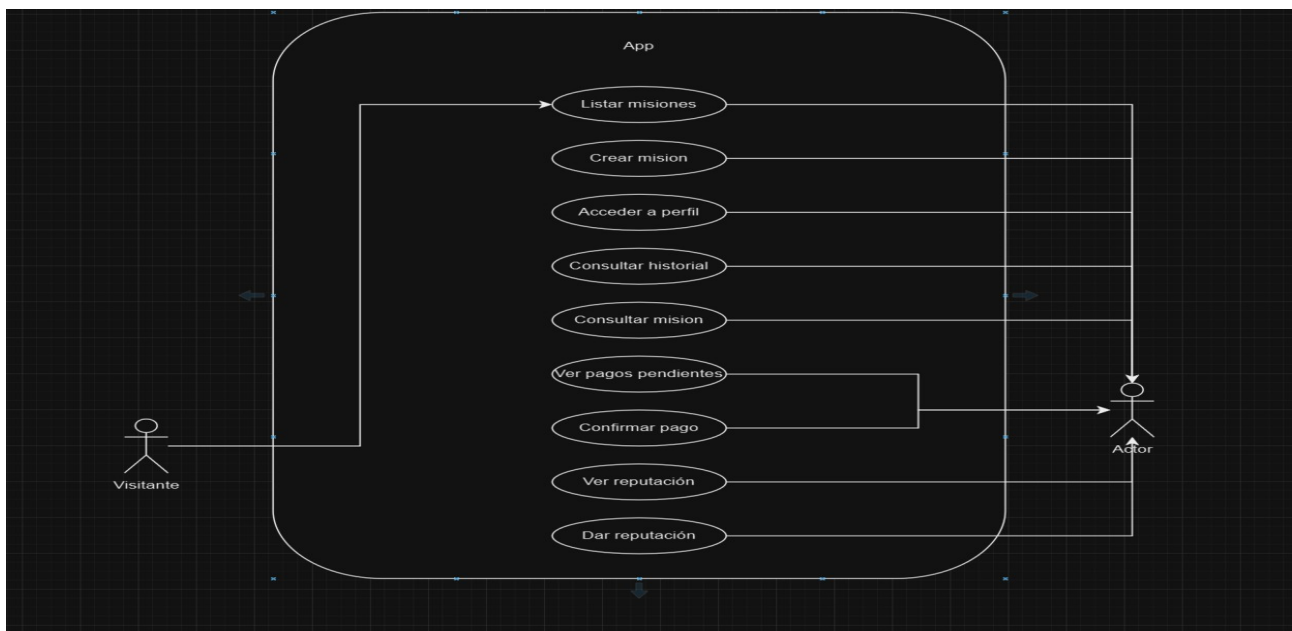 App
Listar misiones
Crear mision
Acceder a perfil
Consultar historial
Consultar mision
Ver pagos pendientes
Confirmar pago
Actor
Ver reputación
Visitante
Dar reputación